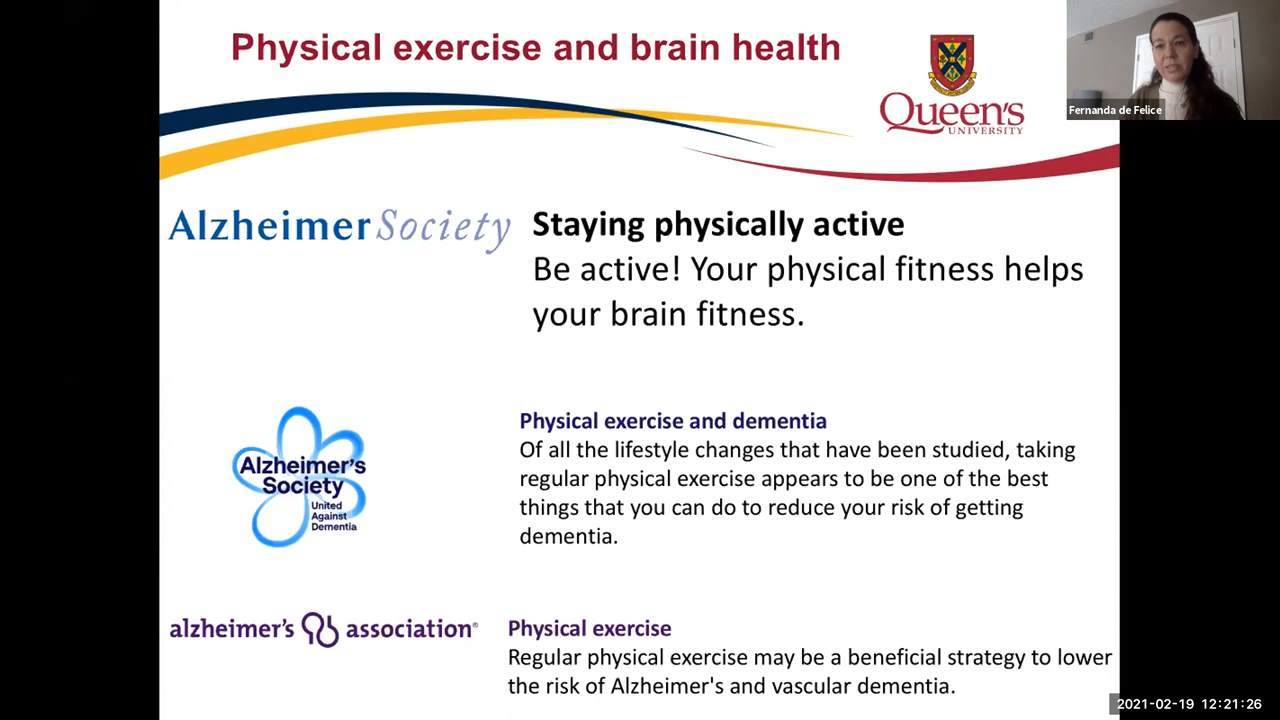 Physical exercise and brain health
Queen's
UNIVERSITY
Fernanda de Felice
Alzheimer Society
Staying physically active
Be active! Your physical fitness helps
your brain fitness.
Alzheimer's
Society
United
Against
Dementia
Physical exercise and dementia
Of all the lifestyle changes that have been studied, taking
regular physical exercise appears to be one of the best
things that you can do to reduce your risk of getting
dementia.
alzheimer's association®
Physical exercise
Regular physical exercise may be a beneficial strategy to lower
the risk of Alzheimer's and vascular dementia.
2021-02-19 12:21:26